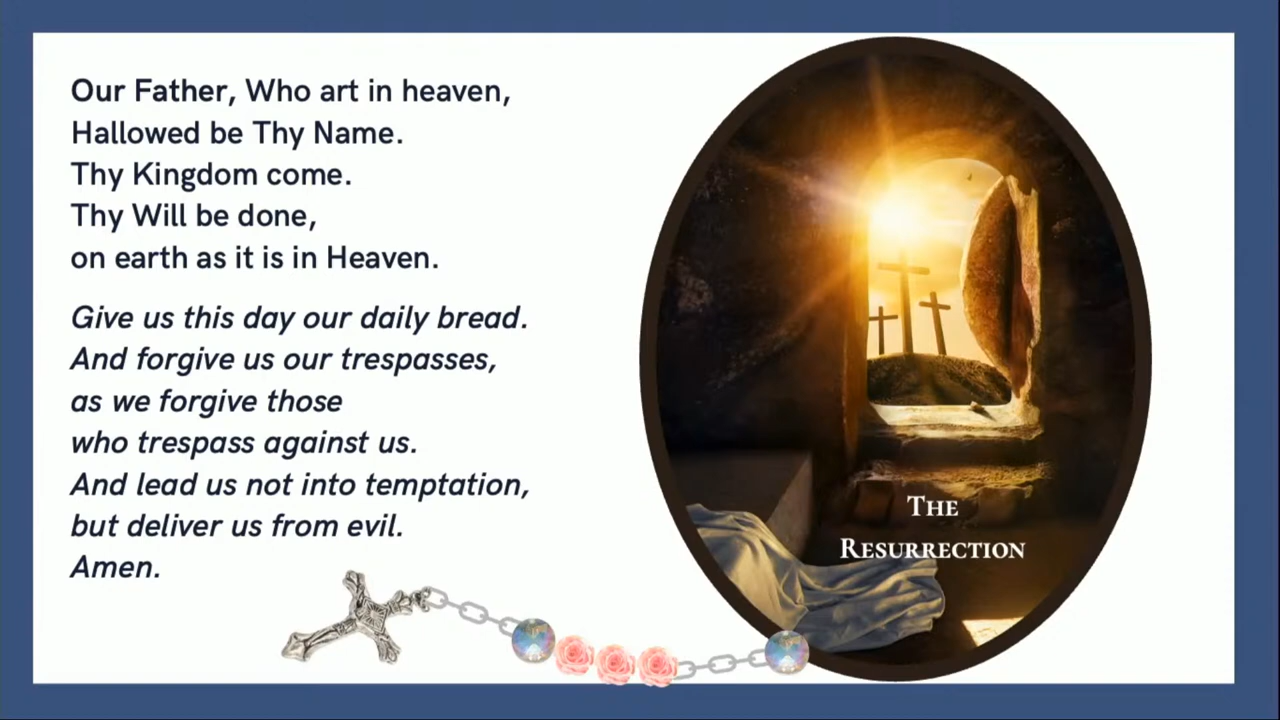 Our Father, Who art in heaven,
Hallowed be Thy Name.
Thy Kingdom come.
Thy Will be done,
on earth as it is in Heaven.
Give us this day our daily bread.
And forgive us our trespasses,
as we forgive those
who trespass against us.
And lead us not into temptation,
but deliver us from evil.
Amen.
The
Resurrection